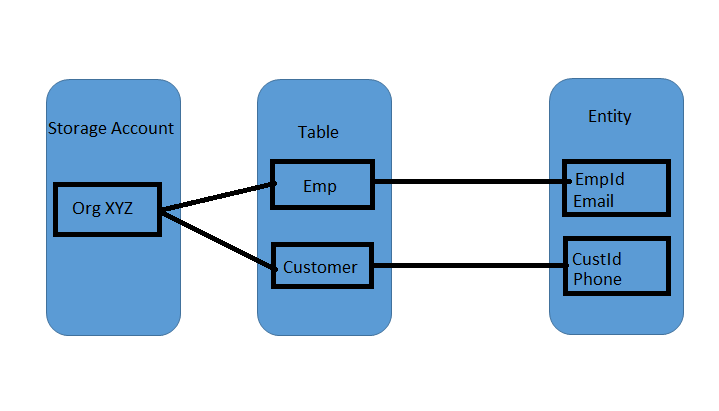 Storage Account
Org XYZ
Table
Emp
Customer
Entity
EmpId
Email
CustId
Phone